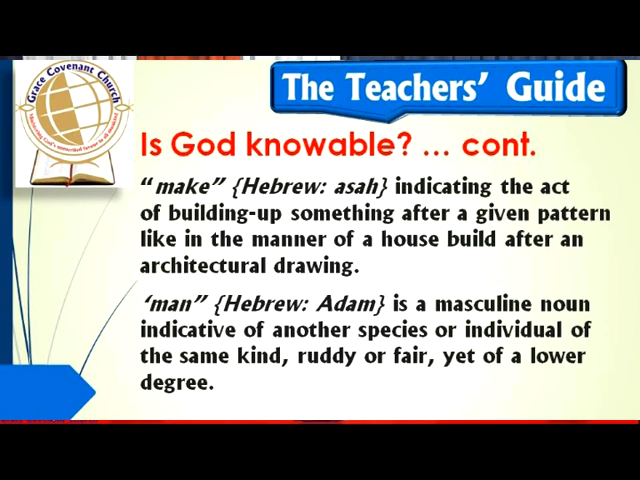 Grace Covenant Church
The Teachers' Guide
Is God knowable? ... cont.
“make” {Hebrew: asah} indicating the act
of building-up something after a given pattern
like in the manner of a house build after an
architectural drawing.
‘man” {Hebrew: Adam} is a masculine noun
indicative of another species or individual of
the same kind, ruddy or fair, yet of a lower
degree.